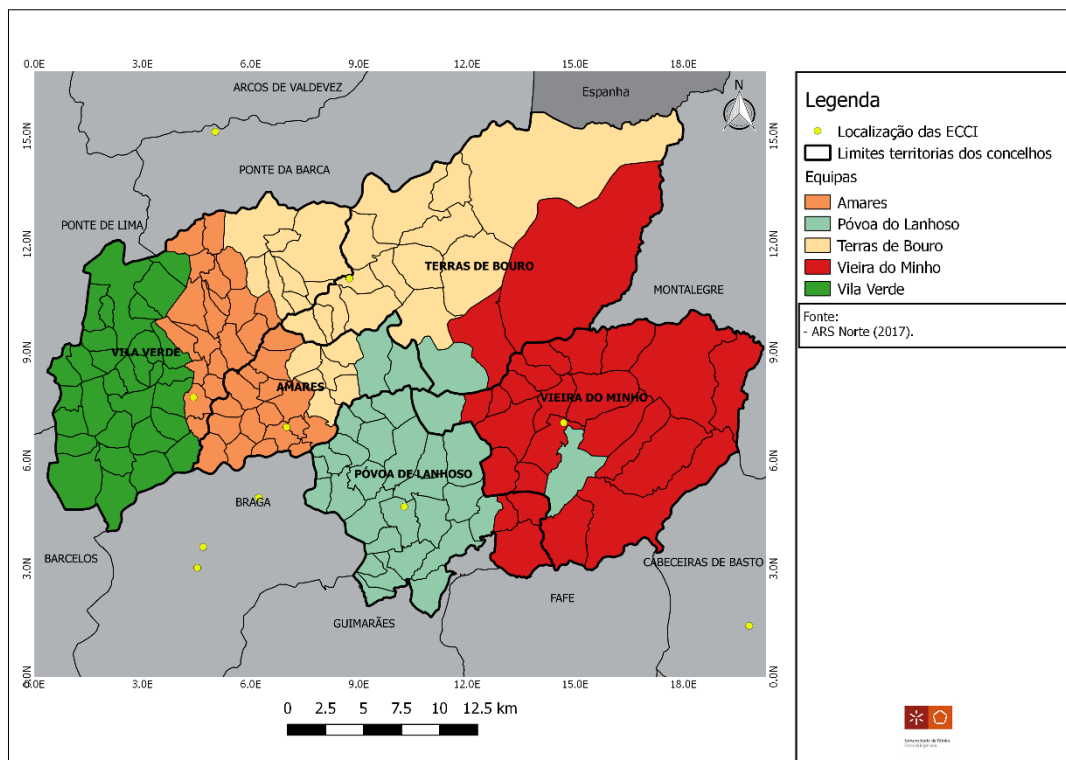 0.0E 3.0E 6.0E 9.0E 12.0E 15.0E 18.0E
ARCOS DE VALDEVEZ
Espanha
N
15.0N
15.0N
PONTE DA BARCA
PONTE DE LIMA
12.0N
12.0N
TERRAS DE BOURO
MONTALEGRE
9.0N
9.0N
VILA VERDE
AMARES
VIEIRA DO MINHO
6.0N
6.0N
PÓVOA DE LANHOSO
BRAGA
BARCELOS
3.0N
3.0N
CABECEIRAS DE BASTO
FAFE
GUIMARÃES
0.0N
0.0N
0.0E 3.0E 6.0E 9.0E 12.0E 15.0E 18.0E
0 2.5 5 7.5 10 12.5 km
Legenda
Localização das ECCI
Limites territorias dos concelhos
Equipas
Amares
Póvoa do Lanhoso
Terras de Bouro
Vieira do Minho
Vila Verde
Fonte:
- ARS Norte (2017).
Universidade do Minho